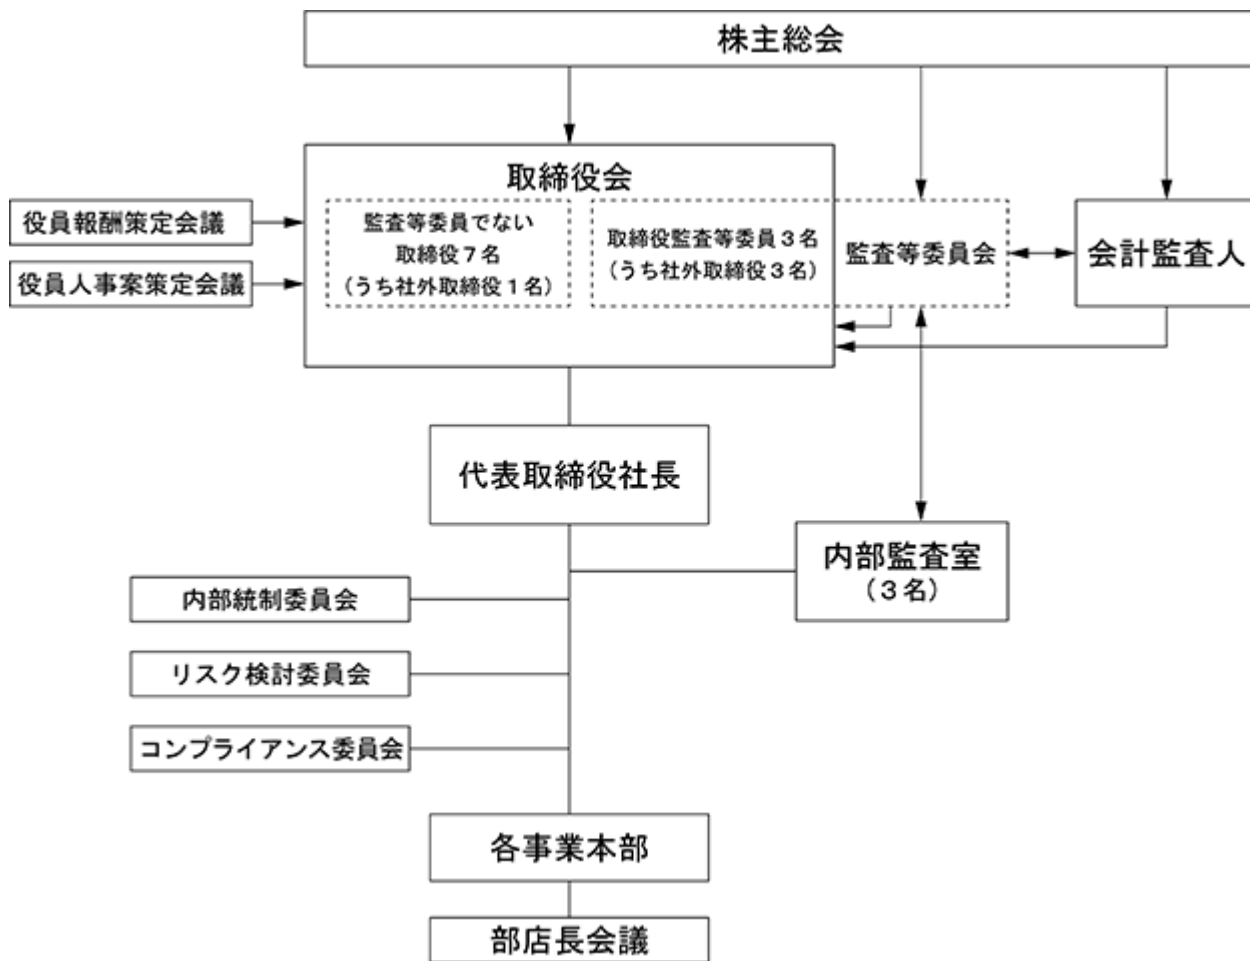 株主総会
取締役会
役員報酬策定会議
役員人事案策定会議
監査等委員でない
取締役７名
（うち社外取締役１名）
取締役監査等委員３名
（うち社外取締役３名）
監査等委員会
会計監査人
代表取締役社長
内部監査室
（３名）
内部統制委員会
リスク検討委員会
コンプライアンス委員会
各事業本部
部店長会議